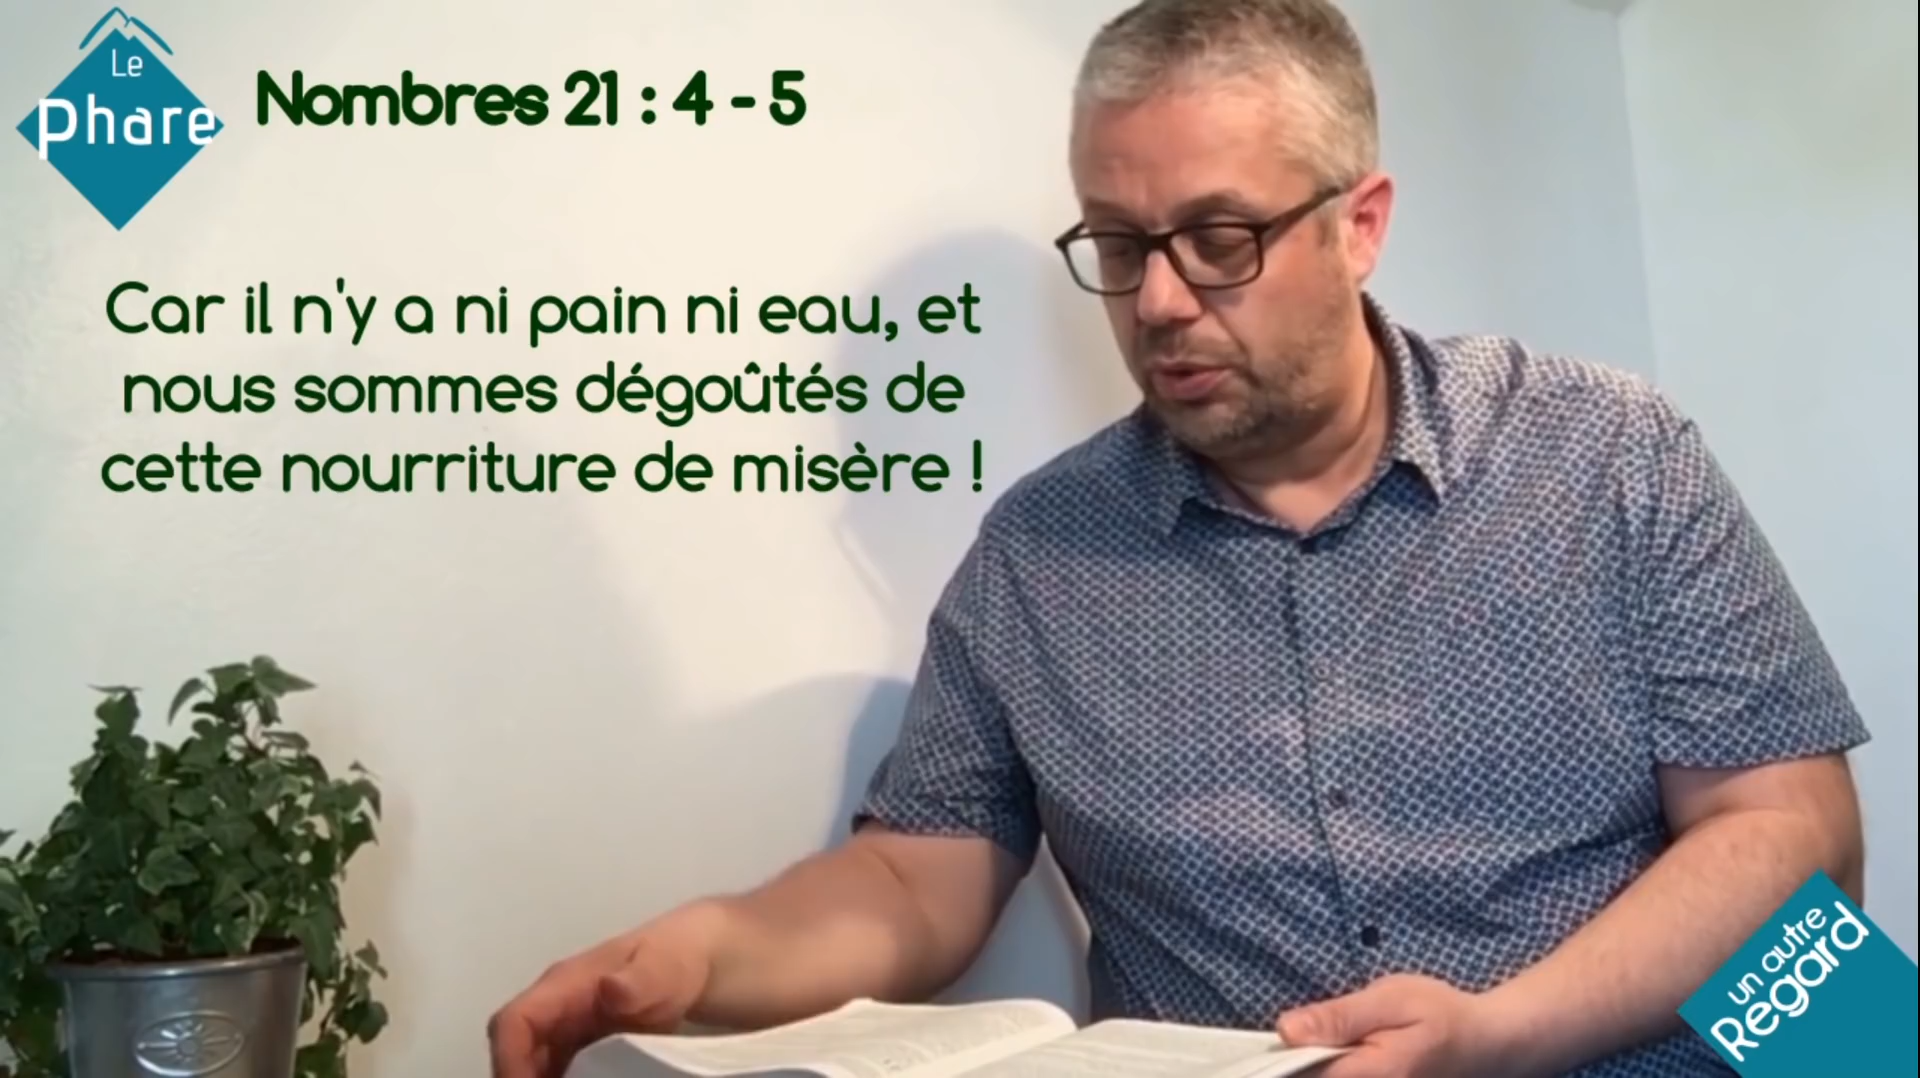 Le
phare
Nombres 21 : 4 - 5
Car il n'y a ni pain ni eau, et
nous sommes dégoûtés de
cette nourriture de misère !
un autre
Regard